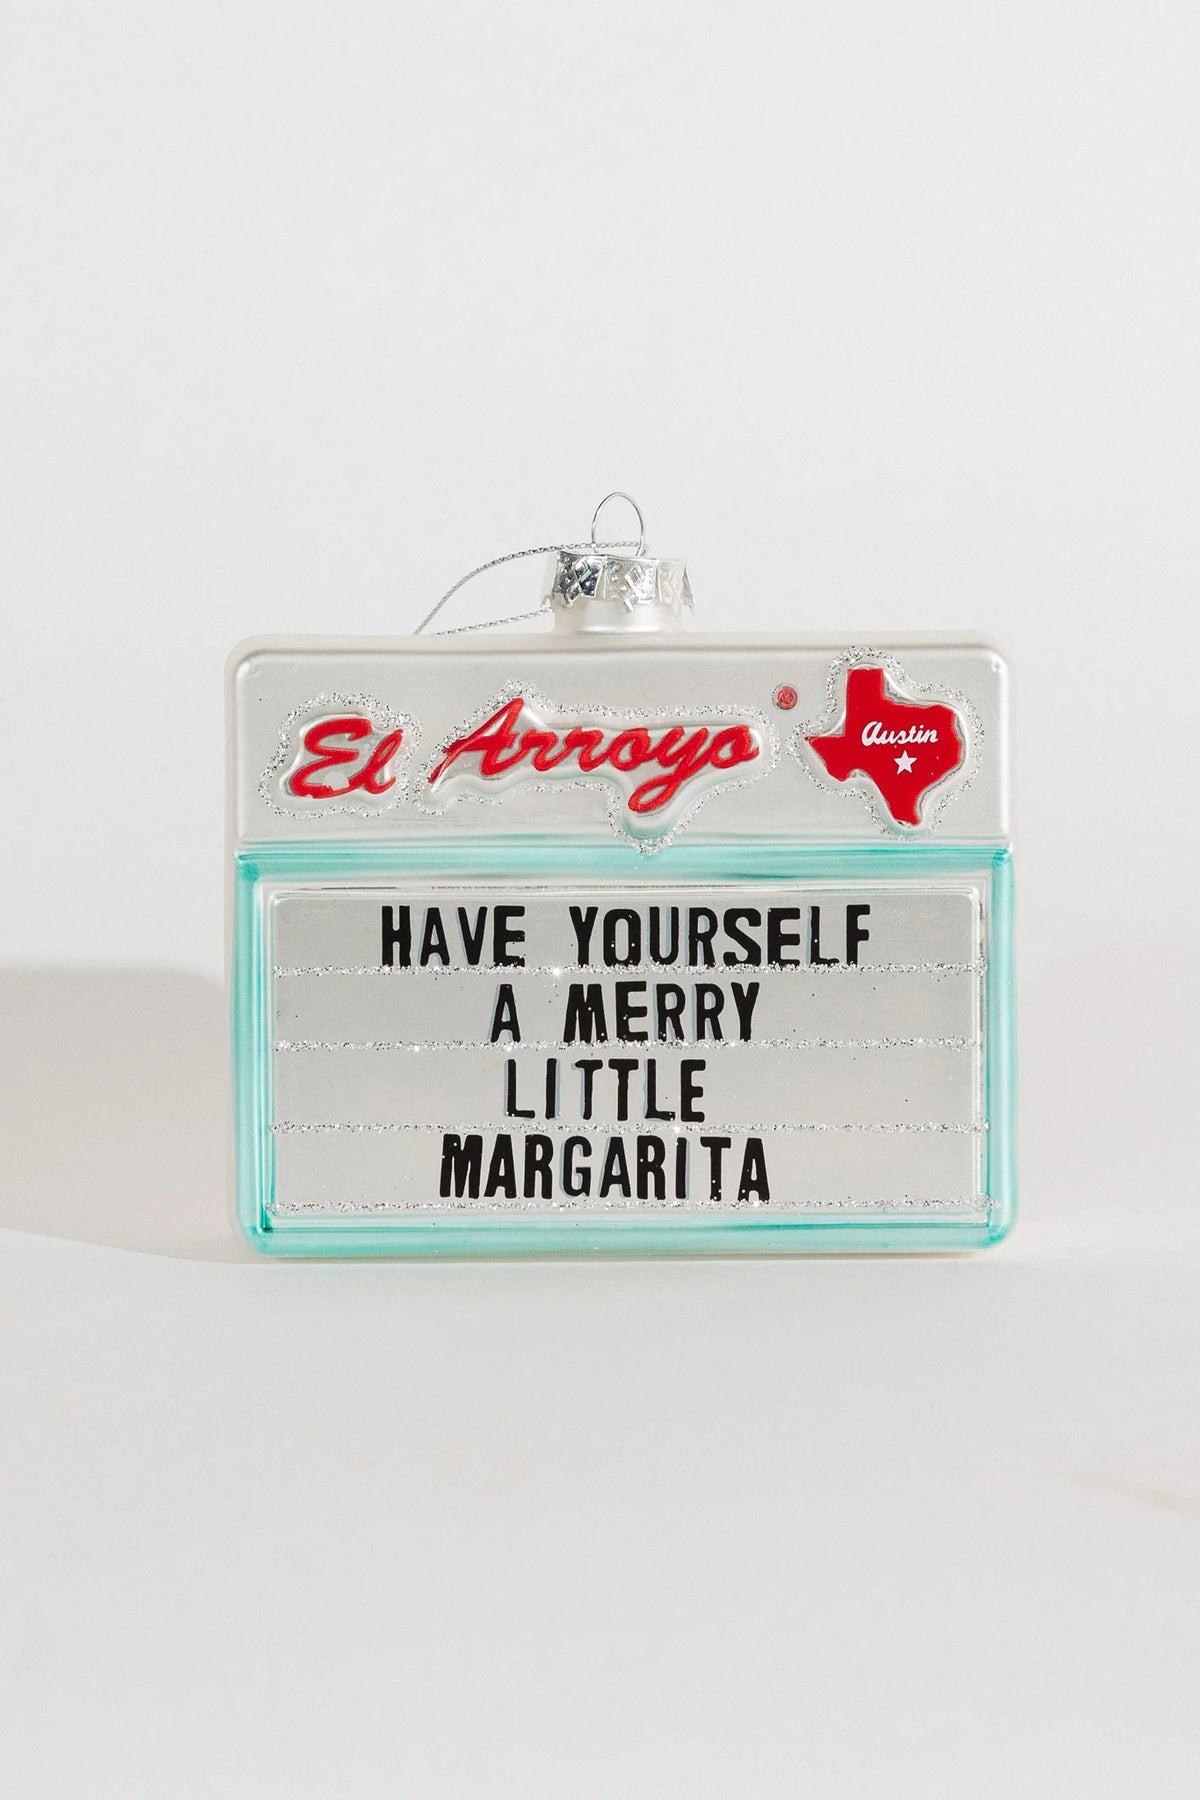 El Arroyo ®
Austin
HAVE YOURSELF
A MERRY
LITTLE
MARGARITA